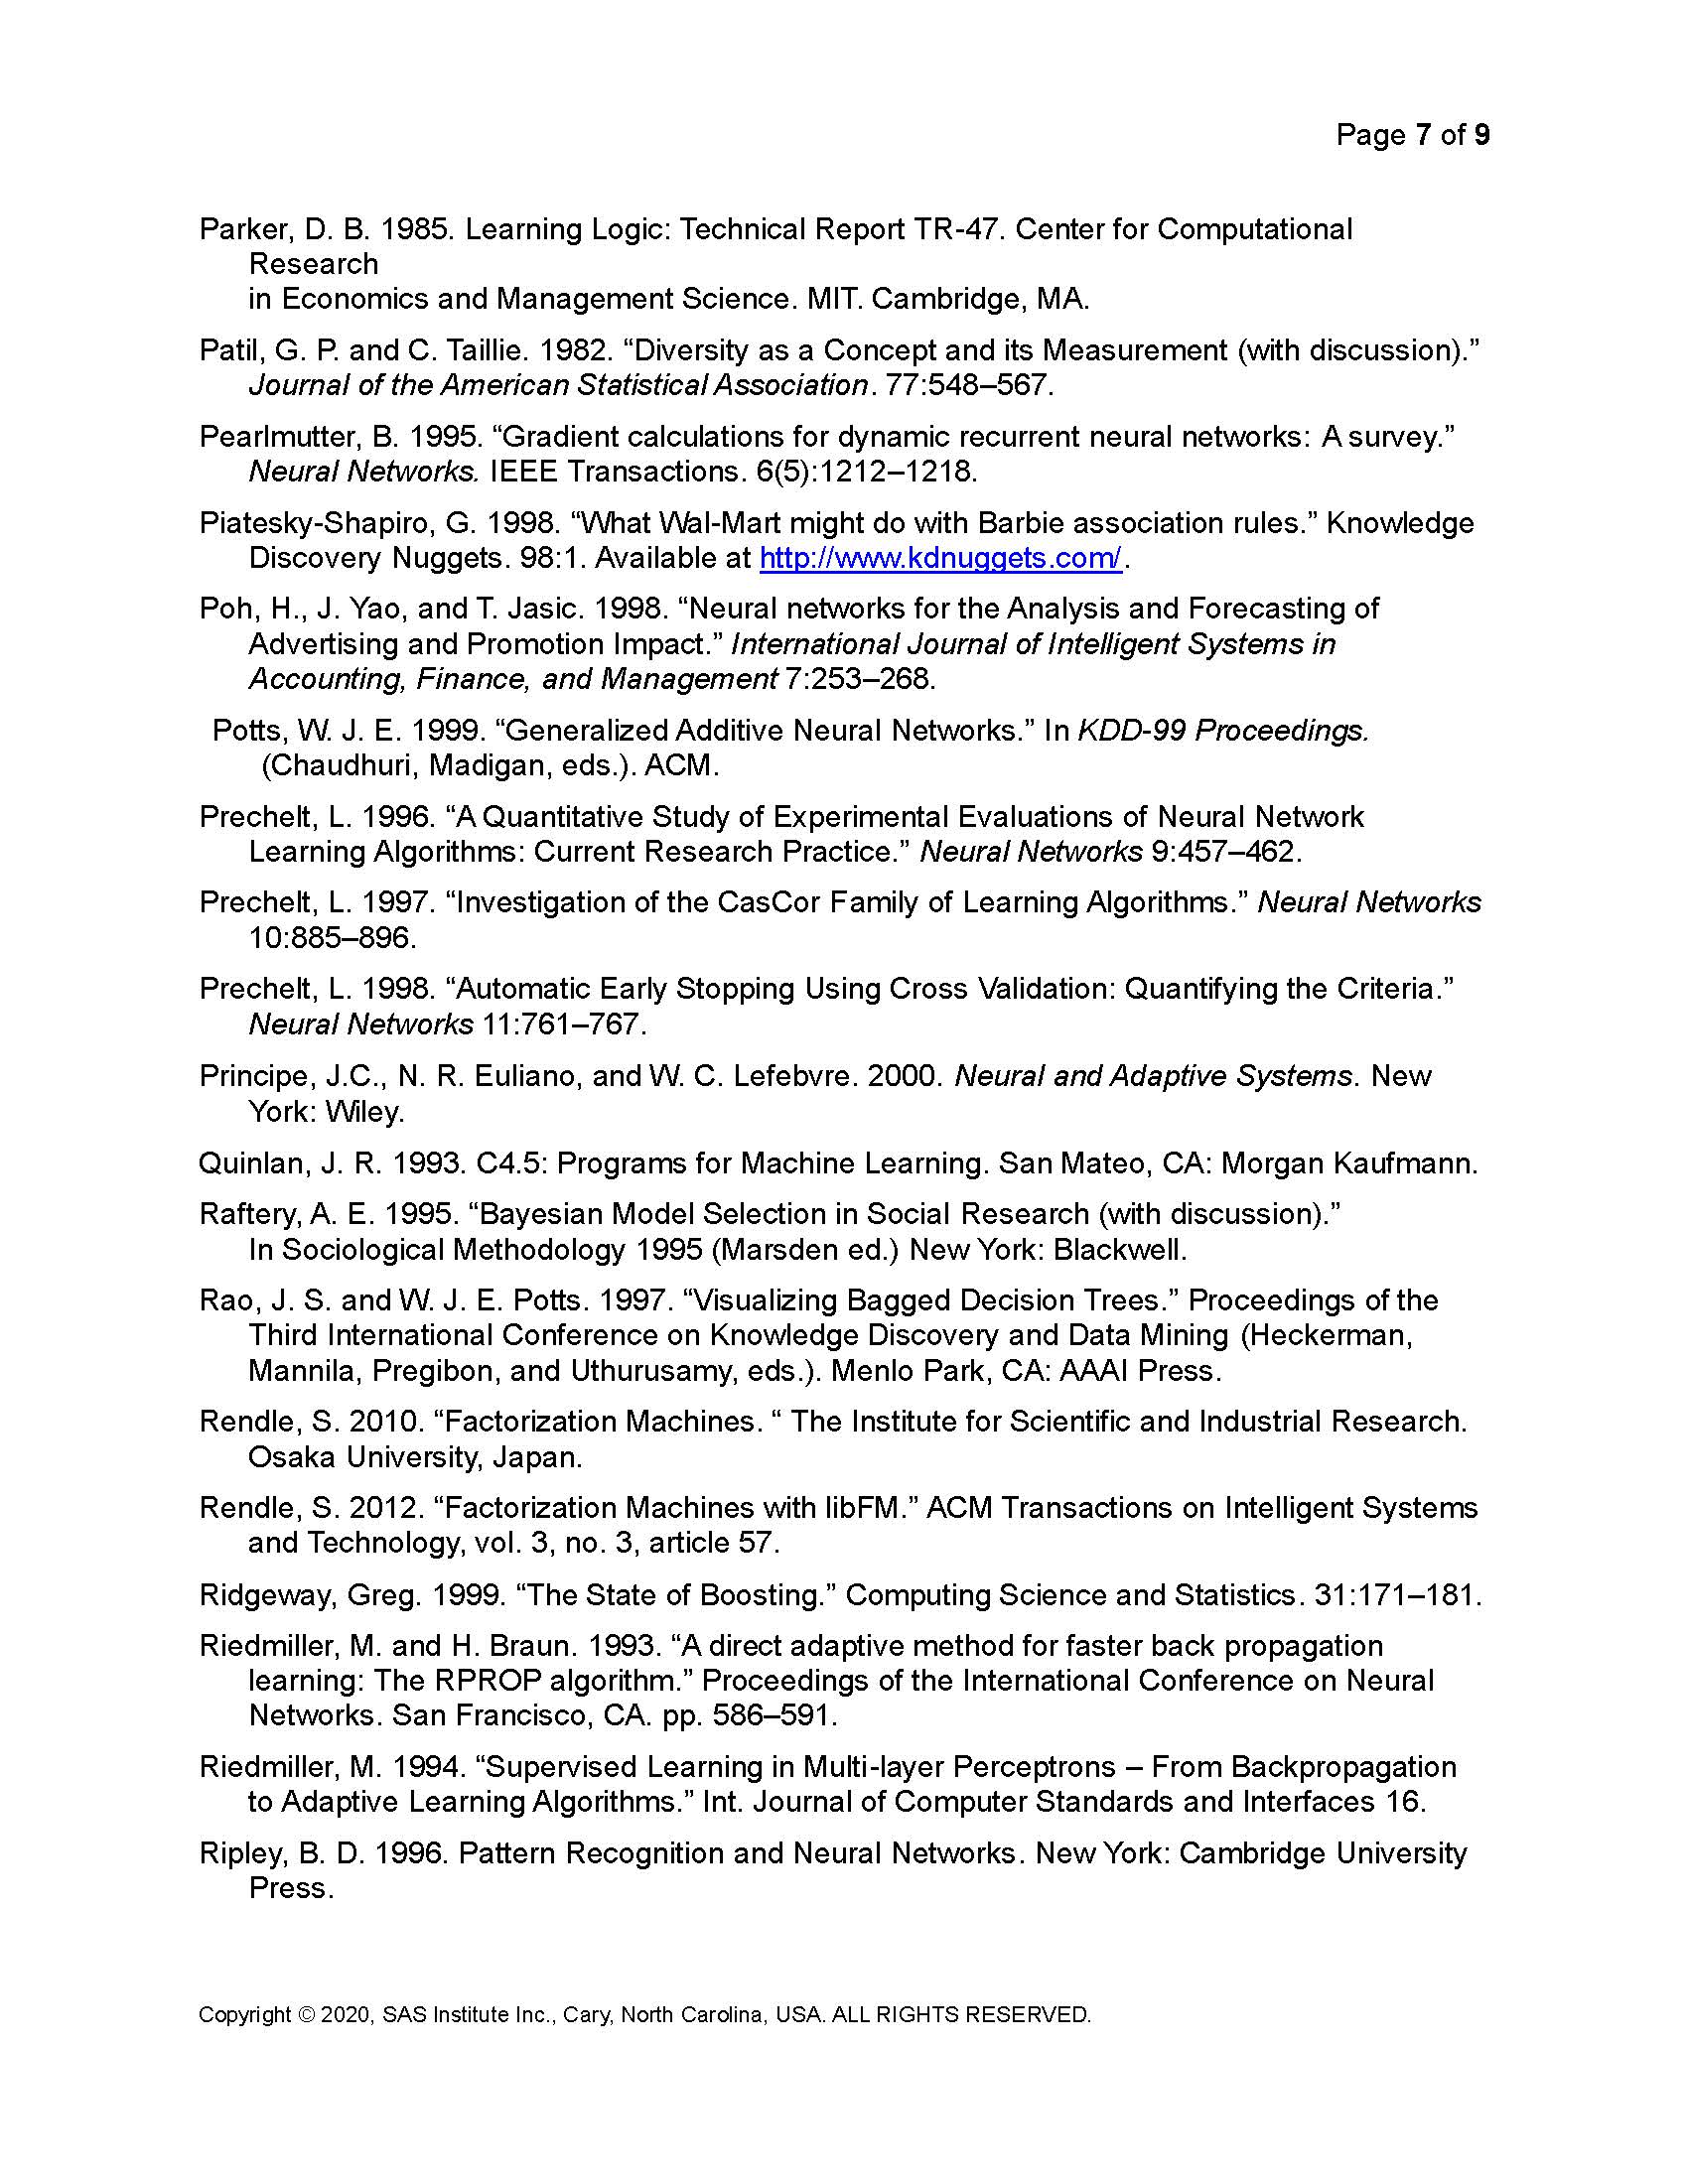 Page 7 of 9
Parker, D. B. 1985. Learning Logic: Technical Report TR-47. Center for Computational
Research
in Economics and Management Science. MIT. Cambridge, MA.
Patil, G. P. and C. Taillie. 1982. “Diversity as a Concept and its Measurement (with discussion).”
Journal of the American Statistical Association. 77:548–567.
Pearlmutter, B. 1995. “Gradient calculations for dynamic recurrent neural networks: A survey.”
Neural Networks. IEEE Transactions. 6(5):1212–1218.
Piatesky-Shapiro, G. 1998. “What Wal-Mart might do with Barbie association rules.” Knowledge
Discovery Nuggets. 98:1. Available at http://www.kdnuggets.com/.
Poh, H., J. Yao, and T. Jasic. 1998. “Neural networks for the Analysis and Forecasting of
Advertising and Promotion Impact.” International Journal of Intelligent Systems in
Accounting, Finance, and Management 7:253–268.
Potts, W. J. E. 1999. “Generalized Additive Neural Networks.” In KDD-99 Proceedings.
(Chaudhuri, Madigan, eds.). ACM.
Prechelt, L. 1996. “A Quantitative Study of Experimental Evaluations of Neural Network
Learning Algorithms: Current Research Practice.” Neural Networks 9:457–462.
Prechelt, L. 1997. “Investigation of the CasCor Family of Learning Algorithms.” Neural Networks
10:885–896.
Prechelt, L. 1998. “Automatic Early Stopping Using Cross Validation: Quantifying the Criteria.”
Neural Networks 11:761–767.
Principe, J.C., N. R. Euliano, and W. C. Lefebvre. 2000. Neural and Adaptive Systems. New
York: Wiley.
Quinlan, J. R. 1993. C4.5: Programs for Machine Learning. San Mateo, CA: Morgan Kaufmann.
Raftery, A. E. 1995. “Bayesian Model Selection in Social Research (with discussion).”
In Sociological Methodology 1995 (Marsden ed.) New York: Blackwell.
Rao, J. S. and W. J. E. Potts. 1997. “Visualizing Bagged Decision Trees.” Proceedings of the
Third International Conference on Knowledge Discovery and Data Mining (Heckerman,
Mannila, Pregibon, and Uthurusamy, eds.). Menlo Park, CA: AAAI Press.
Rendle, S. 2010. “Factorization Machines. “ The Institute for Scientific and Industrial Research.
Osaka University, Japan.
Rendle, S. 2012. “Factorization Machines with libFM.” ACM Transactions on Intelligent Systems
and Technology, vol. 3, no. 3, article 57.
Ridgeway, Greg. 1999. “The State of Boosting.” Computing Science and Statistics. 31:171–181.
Riedmiller, M. and H. Braun. 1993. “A direct adaptive method for faster back propagation
learning: The RPROP algorithm.” Proceedings of the International Conference on Neural
Networks. San Francisco, CA. pp. 586–591.
Riedmiller, M. 1994. “Supervised Learning in Multi-layer Perceptrons – From Backpropagation
to Adaptive Learning Algorithms.” Int. Journal of Computer Standards and Interfaces 16.
Ripley, B. D. 1996. Pattern Recognition and Neural Networks. New York: Cambridge University
Press.
Copyright © 2020, SAS Institute Inc., Cary, North Carolina, USA. ALL RIGHTS RESERVED.